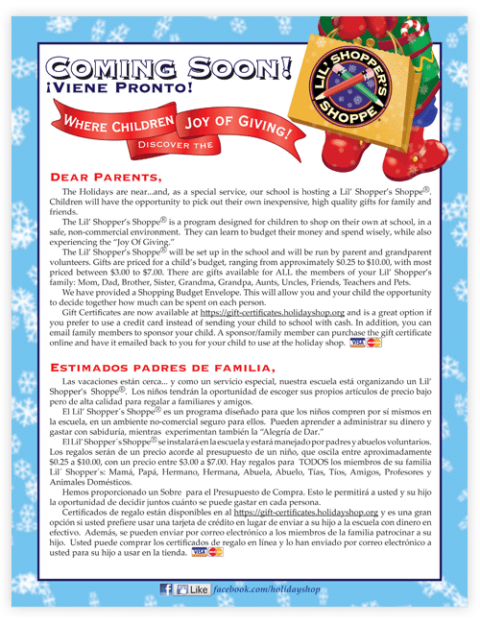 COMING SOON!
¡VIENE PRONTO!
LIL' SHOPPER'S
SHOPPE
WHERE CHILDREN JOY OF GIVING!
DISCOVER THE
DEAR PARENTS,
The Holidays are near...and, as a special service, our school is hosting a Lil' Shopper's Shoppe®.
Children will have the opportunity to pick out their own inexpensive, high quality gifts for family and
friends.
The Lil' Shopper's Shoppe® is a program designed for children to shop on their own at school, in a
safe, non-commercial environment. They can learn to budget their money and spend wisely, while also
experiencing the "Joy Of Giving."
The Lil' Shopper's Shoppe® will be set up in the school and will be run by parent and grandparent
volunteers. Gifts are priced for a child's budget, ranging from approximately $0.25 to $10.00, with most
priced between $3.00 to $7.00. There are gifts available for ALL the members of your Lil' Shopper's
family: Mom, Dad, Brother, Sister, Grandma, Grandpa, Aunts, Uncles, Friends, Teachers and Pets.
We have provided a Shopping Budget Envelope. This will allow you and your child the opportunity
to decide together how much can be spent on each person.
Gift Certificates are now available at https://gift-certificates.holidayshop.org and is a great option
if you prefer to use a credit card instead of sending your child to school with cash. In addition, you can
email family members to sponsor your child. A sponsor/family member can purchase the gift certificate
online and have it emailed back to you for your child to use at the holiday shop. VISA
ESTIMADOS PADRES DE FAMILIA,
Las vacaciones están cerca... y como un servicio especial, nuestra escuela está organizando un Lil'
Shopper's Shoppe®. Los niños tendrán la oportunidad de escoger sus propios artículos de precio bajo
pero de alta calidad para regalar a familiares y amigos.
El Lil' Shopper´s Shoppe® es un programa diseñado para que los niños compren por sí mismos en
la escuela, en un ambiente no-comercial seguro para ellos. Pueden aprender a administrar su dinero y
gastar con sabiduría, mientras experimentan también la "Alegría de Dar."
El Lil' Shopper´s Shoppe® se instalará en la escuela y estará manejado por padres y abuelos voluntarios.
Los regalos serán de un precio acorde al presupuesto de un niño, que oscila entre aproximadamente
$0.25 a $10.00, con un precio entre $3.00 a $7.00. Hay regalos para TODOS los miembros de su familia
Lil´ Shopper´s: Mamá, Papá, Hermano, Hermana, Abuela, Abuelo, Tías, Tíos, Amigos, Profesores y
Animales Domésticos.
Hemos proporcionado un Sobre para el Presupuesto de Compra. Esto le permitirá a usted y su hijo
la oportunidad de decidir juntos cuánto se puede gastar en cada persona.
Certificados de regalo están disponibles en al https://gift-certificates.holidayshop.org y es una gran
opción si usted prefiere usar una tarjeta de crédito en lugar de enviar a su hijo a la escuela con dinero en
efectivo. Además, se pueden enviar por correo electrónico a los miembros de la familia patrocinar a su
hijo. Usted puede comprar los certificados de regalo en línea y lo han enviado por correo electrónico a
usted para su hijo a usar en la tienda. VISA
f Like facebook.com/holidayshop